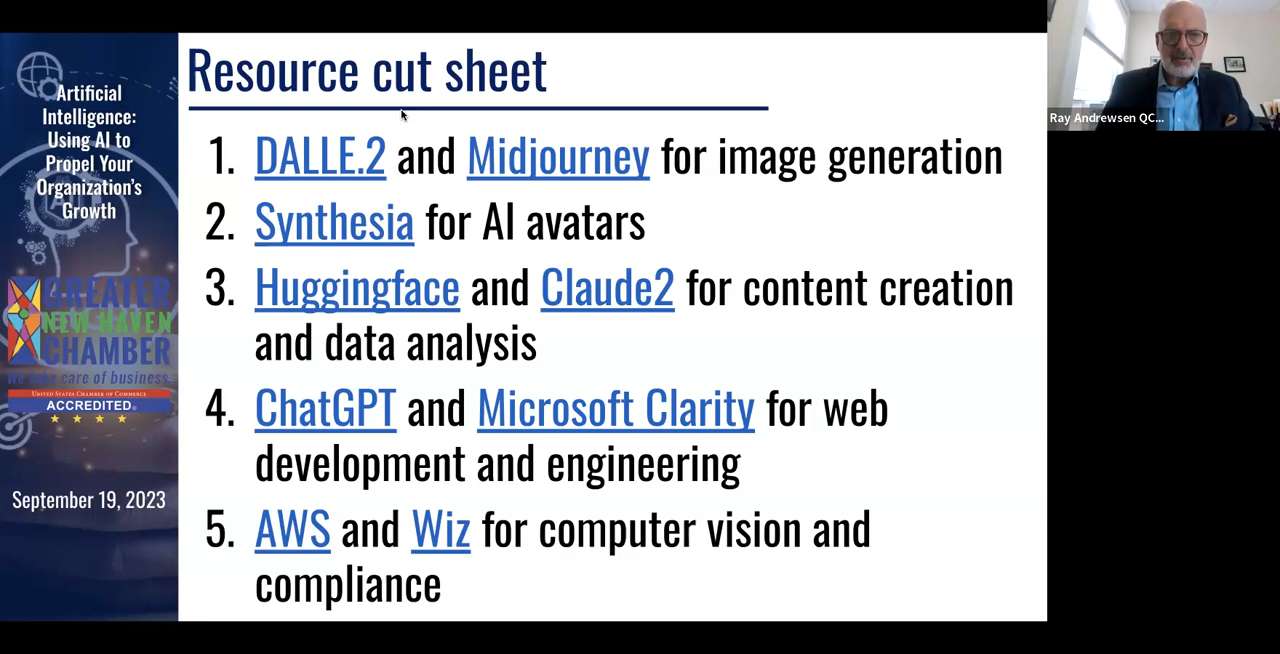 Artificial
Intelligence:
Using AI to
Propel Your
Organization's
Growth
GREATER
NEW HAVEN
CHAMBER
We take care of business
UNITED STATES CHAMBER OF COMMERCE
ACCREDITED
September 19, 2023
Resource cut sheet
1. DALLE.2 and Midjourney for image generation
2. Synthesia for AI avatars
3. Huggingface and Claude2 for content creation
and data analysis
4. ChatGPT and Microsoft Clarity for web
development and engineering
5. AWS and Wiz for computer vision and
compliance
Ray Andrewsen QC...